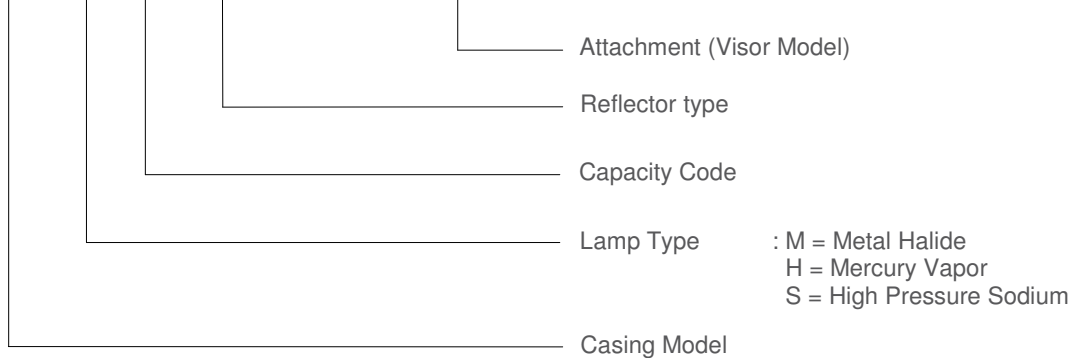 Attachment (Visor Model)
Reflector type
Capacity Code
Lamp Type : M = Metal Halide
H = Mercury Vapor
S = High Pressure Sodium
Casing Model